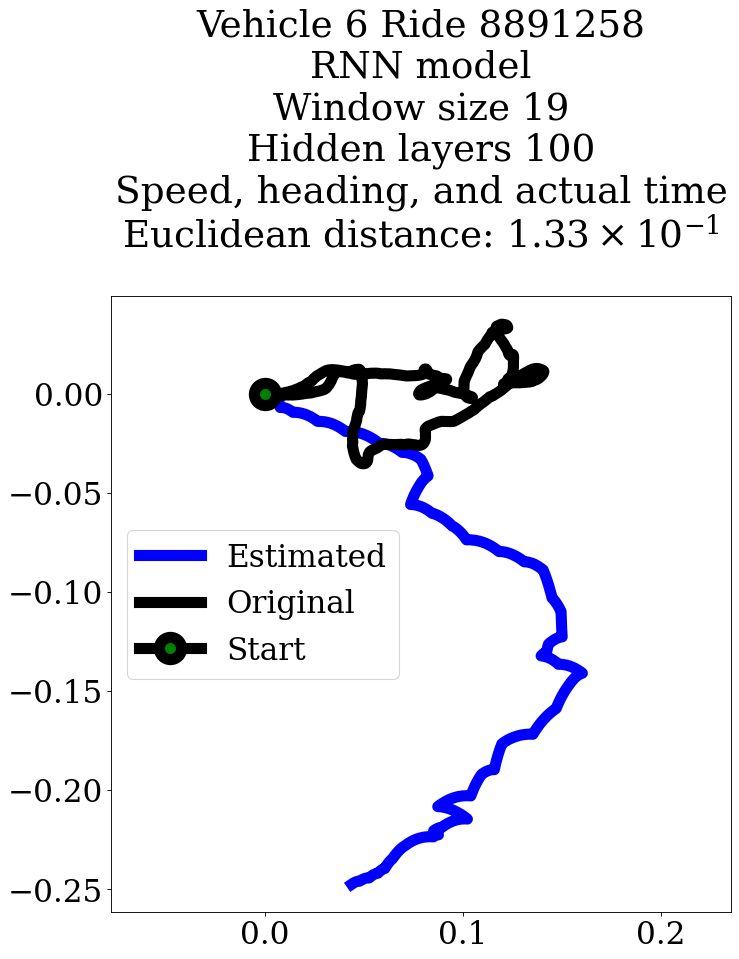 Vehicle 6 Ride 8891258
RNN model
Window size 19
Hidden layers 100
Speed, heading, and actual time
Euclidean distance: 1.33 × 10⁻¹
0.00
−0.05
−0.10
−0.15
−0.20
−0.25
Estimated
Original
Start
0.0 0.1 0.2